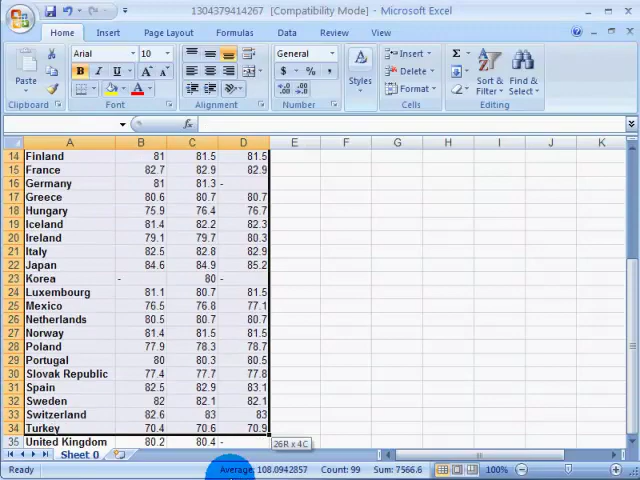 1304379414267 [Compatibility Mode] - Microsoft Excel
Home Insert Page Layout Formulas Data Review View
Paste
Clipboard
Arial 10
B I U A A
A
Font
Alignment
General
$ % ,
.0 .00 .00 .0
Number
Styles
Insert
Delete
Format
Cells
Σ
Sort & Filter
Find & Select
Editing
fx
A B C D E F G H I J K
14 Finland 81 81.5 81.5
15 France 82.7 82.9 82.9
16 Germany 81 81.3 -
17 Greece 80.6 80.7 80.7
18 Hungary 75.9 76.4 76.7
19 Iceland 81.4 82.2 82.3
20 Ireland 79.1 79.7 80.3
21 Italy 82.5 82.8 82.9
22 Japan 84.6 84.9 85.2
23 Korea - 80 -
24 Luxembourg 81.1 80.7 81.5
25 Mexico 76.5 76.8 77.1
26 Netherlands 80.5 80.7 80.7
27 Norway 81.4 81.5 81.5
28 Poland 77.9 78.3 78.7
29 Portugal 80 80.3 80.5
30 Slovak Republic 77.4 77.7 77.8
31 Spain 82.5 82.9 83.1
32 Sweden 82 82.1 82.1
33 Switzerland 82.6 83 83
34 Turkey 70.4 70.6 70.9
35 United Kingdom 80.2 80.4 -
26R x 4C
Sheet 0
Ready Average: 108.0942857 Count: 99 Sum: 7566.6 100%